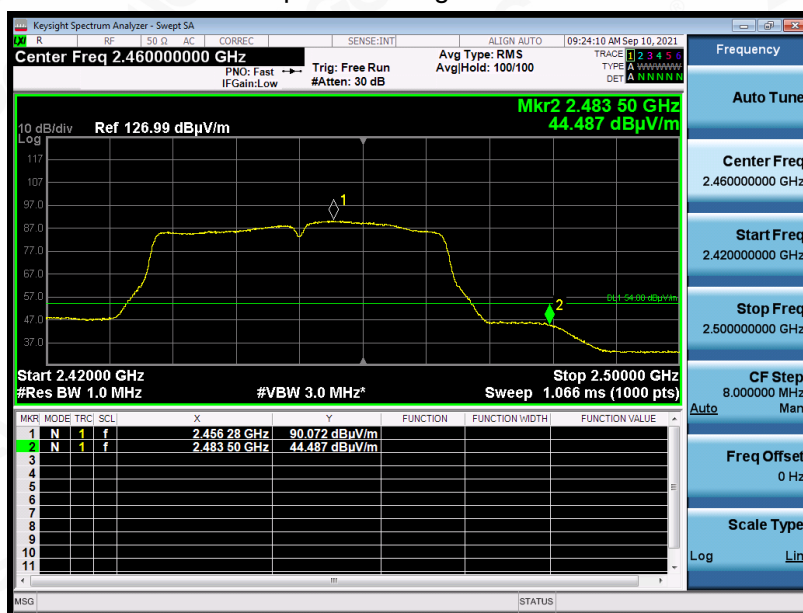 Keysight Spectrum Analyzer - Swept SA
LXI R RF 50 Ω AC CORREC SENSE:INT ALIGN AUTO 09:24:10 AM Sep 10, 2021
Center Freq 2.460000000 GHz
PNO: Fast
IFGain:Low
Trig: Free Run
#Atten: 30 dB
Avg Type: RMS
Avg|Hold: 100/100
TRACE 1 2 3 4 5 6
TYPE A WWWWW
DET A N N N N N
Mkr2 2.483 50 GHz
44.487 dBµV/m
10 dB/div Ref 126.99 dBµV/m
Log
117
107
97.0
87.0
77.0
67.0
57.0
47.0
37.0
1
2
DL1 54.00 dBµV/m
Start 2.42000 GHz Stop 2.50000 GHz
#Res BW 1.0 MHz #VBW 3.0 MHz* Sweep 1.066 ms (1000 pts)
MKR MODE TRC SCL X Y FUNCTION FUNCTION WIDTH FUNCTION VALUE
1 N 1 f 2.456 28 GHz 90.072 dBµV/m
2 N 1 f 2.483 50 GHz 44.487 dBµV/m
3
4
5
6
7
8
9
10
11
MSG STATUS
Frequency
Auto Tune
Center Freq
2.460000000 GHz
Start Freq
2.420000000 GHz
Stop Freq
2.500000000 GHz
CF Step
8.000000 MHz
Auto Man
Freq Offset
0 Hz
Scale Type
Log Lin